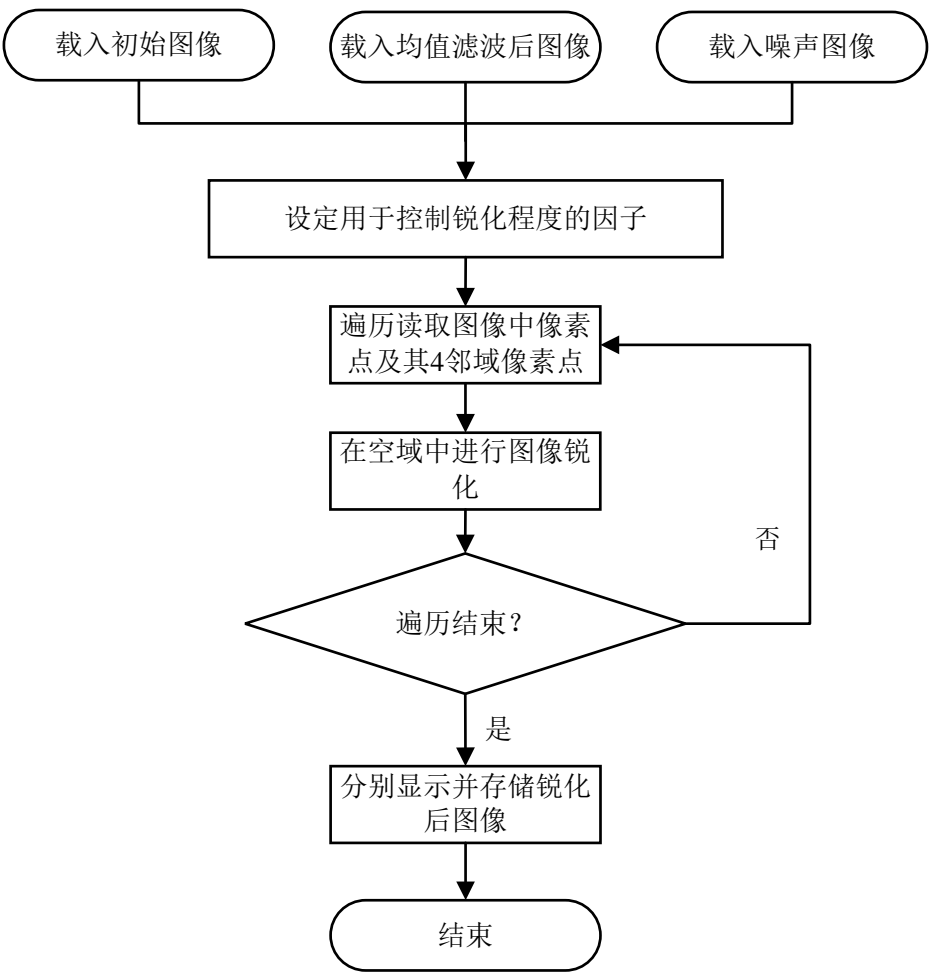 载入初始图像
载入均值滤波后图像
载入噪声图像
设定用于控制锐化程度的因子
遍历读取图像中像素
点及其4邻域像素点
在空域中进行图像锐
化
否
遍历结束？
是
分别显示并存储锐化
后图像
结束